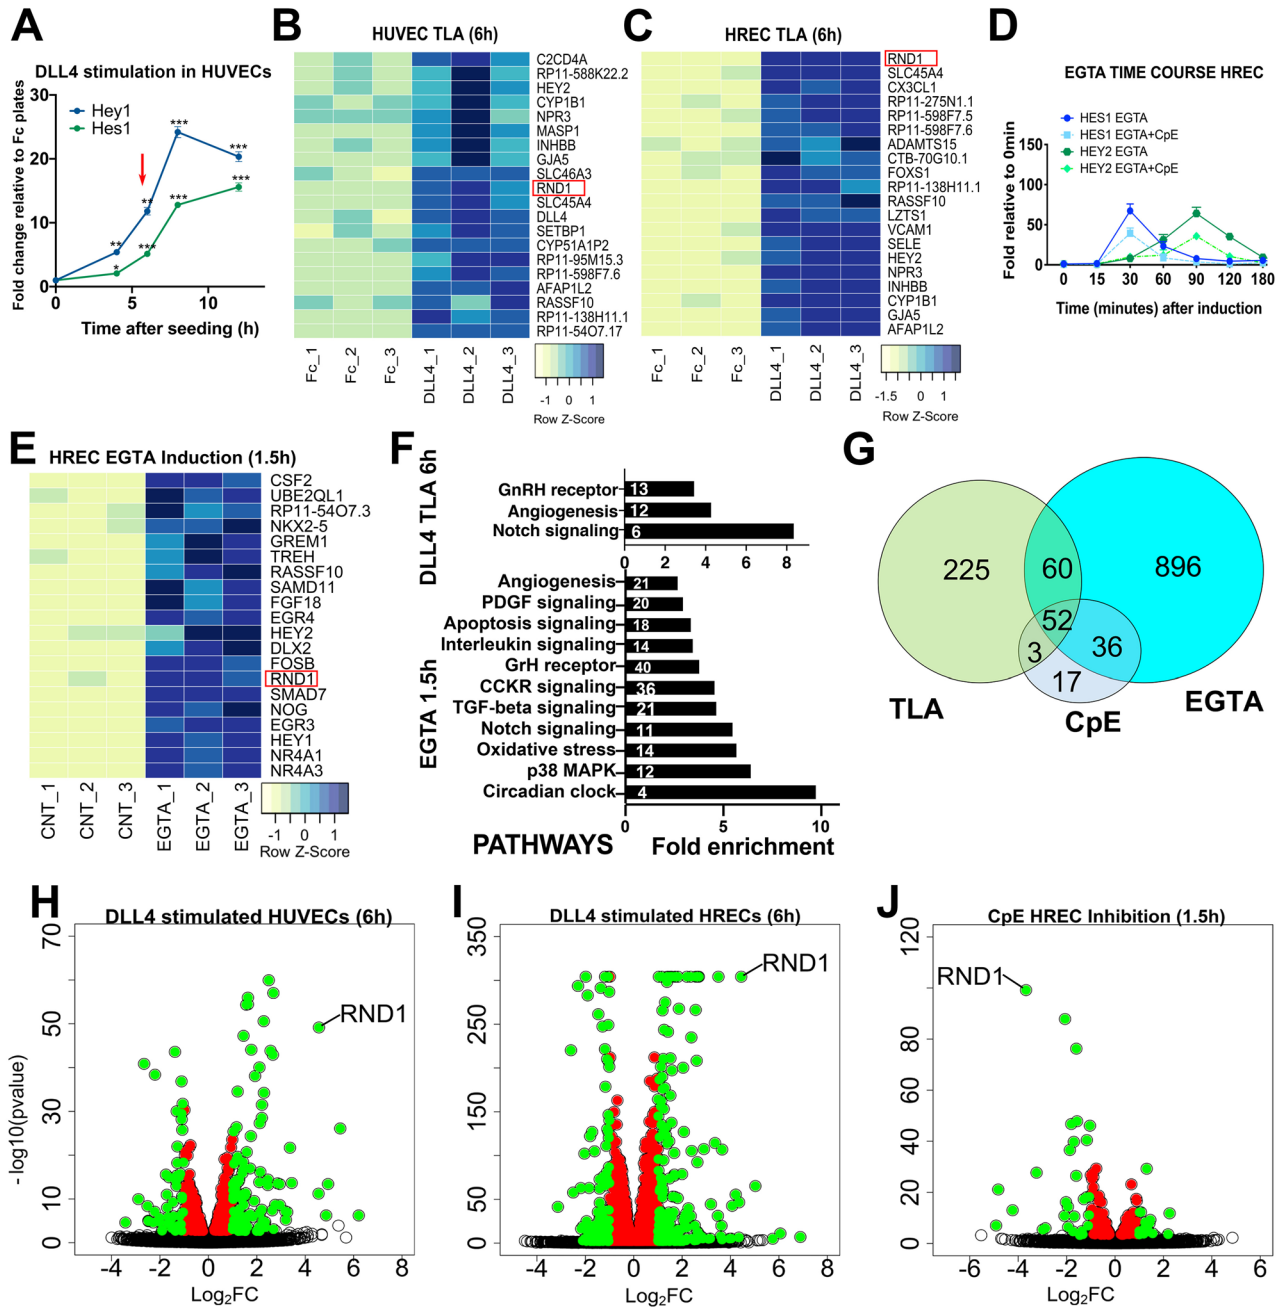 A
DLL4 stimulation in HUVECs
Fold change relative to Fc plates
30
20
10
0
Hey1
Hes1
***
***
**
***
**
***
***
*
0
5
10
Time after seeding (h)
B
HUVEC TLA (6h)
C2CD4A
RP11-588K22.2
HEY2
CYP1B1
NPR3
MASP1
INHBB
GJA5
SLC46A3
RND1
SLC45A4
DLL4
SETBP1
CYP51A1P2
RP11-95M15.3
RP11-598F7.6
AFAP1L2
RASSF10
RP11-138H11.1
RP11-54O7.17
Fc_1
Fc_2
Fc_3
DLL4_1
DLL4_2
DLL4_3
-1 0 1
Row Z-Score
C
HREC TLA (6h)
RND1
SLC45A4
CX3CL1
RP11-275N1.1
RP11-598F7.5
RP11-598F7.6
ADAMTS15
CTB-70G10.1
FOXS1
RP11-138H11.1
RASSF10
LZTS1
VCAM1
SELE
HEY2
NPR3
INHBB
CYP1B1
GJA5
AFAP1L2
Fc_1
Fc_2
Fc_3
DLL4_1
DLL4_2
DLL4_3
-1.5 0 1
Row Z-Score
D
EGTA TIME COURSE HREC
HES1 EGTA
HES1 EGTA+CpE
HEY2 EGTA
HEY2 EGTA+CpE
Fold relative to 0min
150
100
50
0
0 15 30 60 90 120 180
Time (minutes) after induction
E
HREC EGTA Induction (1.5h)
CSF2
UBE2QL1
RP11-54O7.3
NKX2-5
GREM1
TREH
RASSF10
SAMD11
FGF18
EGR4
HEY2
DLX2
FOSB
RND1
SMAD7
NOG
EGR3
HEY1
NR4A1
NR4A3
CNT_1
CNT_2
CNT_3
EGTA_1
EGTA_2
EGTA_3
-1 0 1
Row Z-Score
F
DLL4 TLA 6h
GnRH receptor 13
Angiogenesis 12
Notch signaling 6
0 2 4 6 8
EGTA 1.5h
Angiogenesis 21
PDGF signaling 20
Apoptosis signaling 18
Interleukin signaling 14
GrH receptor 40
CCKR signaling 36
TGF-beta signaling 21
Notch signaling 11
Oxidative stress 14
p38 MAPK 12
Circadian clock 4
0 5 10
PATHWAYS Fold enrichment
G
225
60
896
52
3
36
17
TLA
CpE
EGTA
H
DLL4 stimulated HUVECs (6h)
-log10(pvalue)
70
50
30
10
0
RND1
-4 -2 0 2 4 6 8
Log2FC
I
DLL4 stimulated HRECs (6h)
350
250
150
50
0
RND1
-4 -2 0 2 4 6 8
Log2FC
J
CpE HREC Inhibition (1.5h)
120
80
60
40
20
0
RND1
-6 -4 -2 0 2 4 6
Log2FC